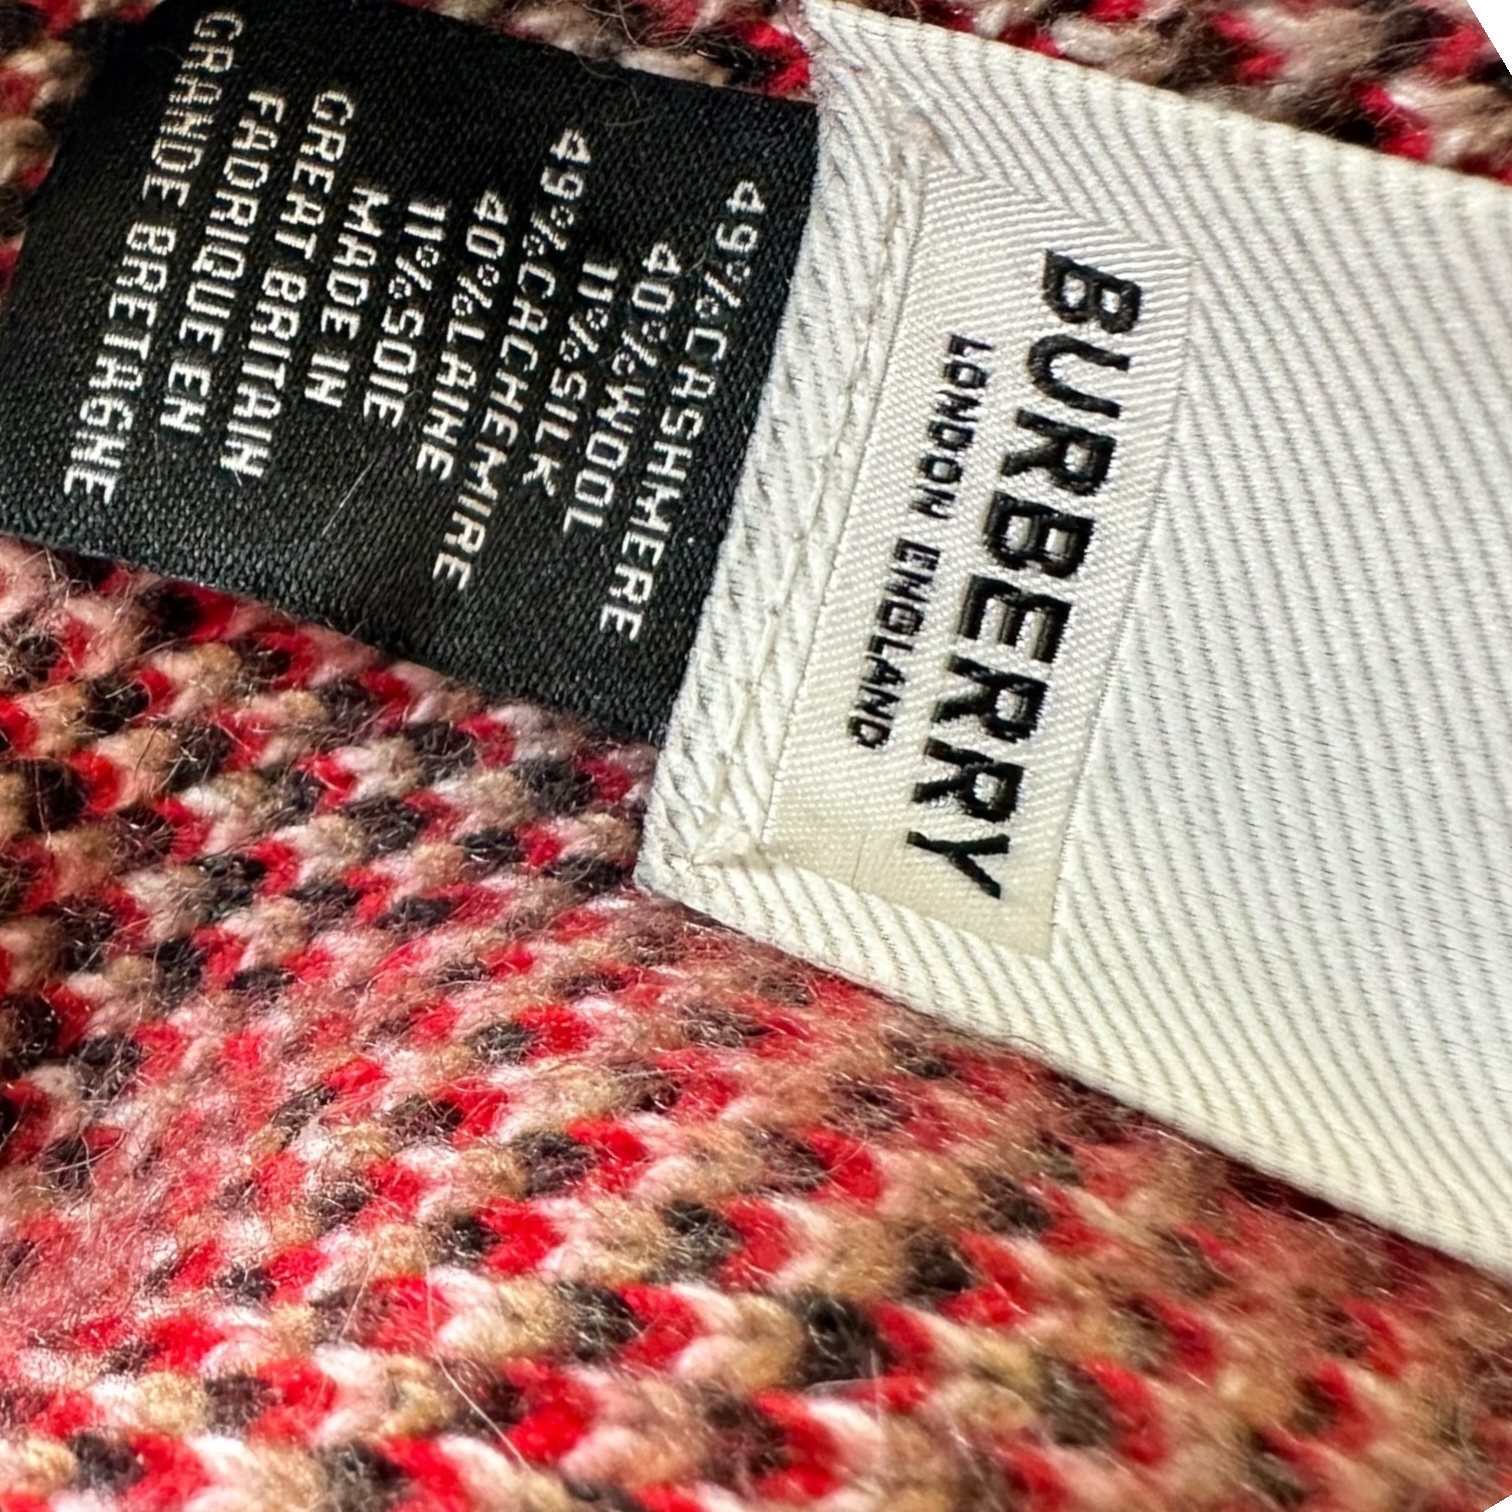 BURBERRY
LONDON ENGLAND
49%CASHMERE
40%WOOL
11%SILK
49%CACHEMIRE
40%LAINE
11%SOIE
MADE IN
GREAT BRITAIN
FABRIQUE EN
GRANDE BRETAGNE